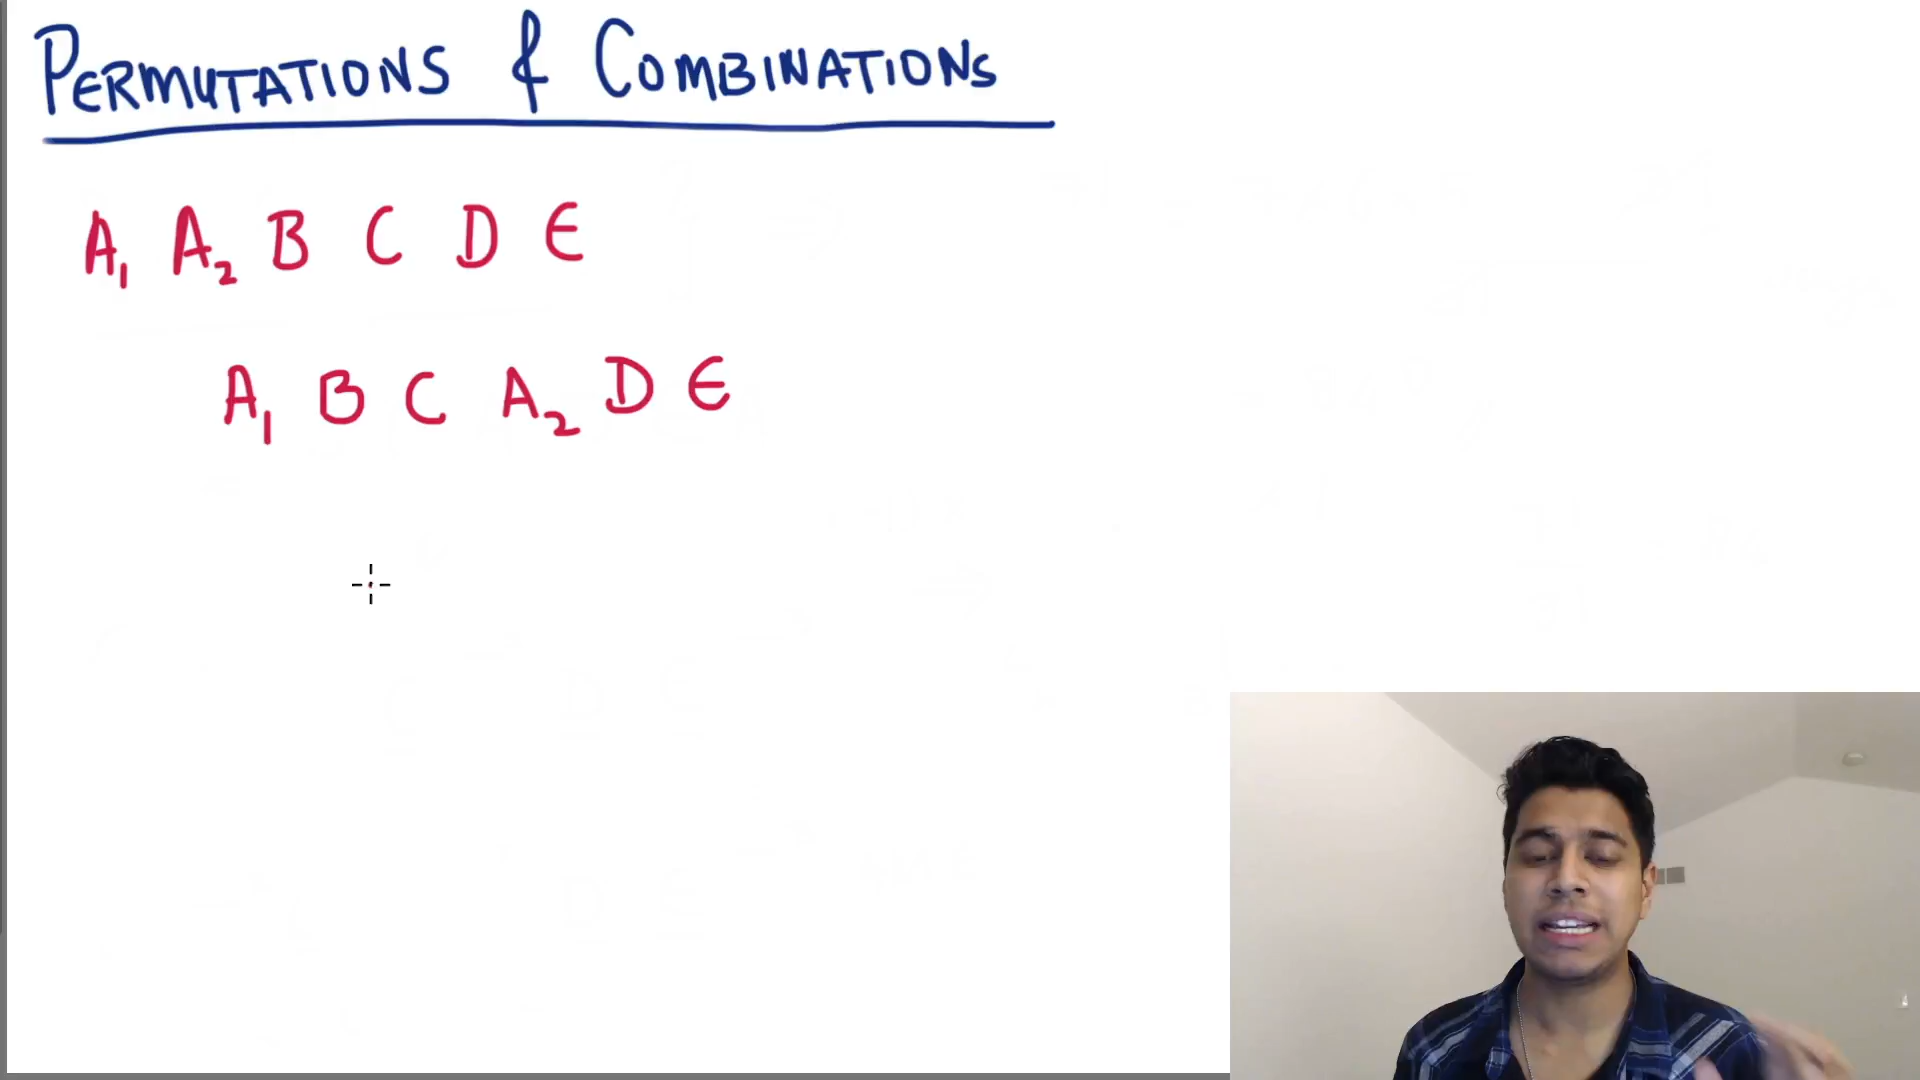 PERMUTATIONS & COMBINATIONS
A₁ A₂ B C D E
A₁ B C A₂ D E